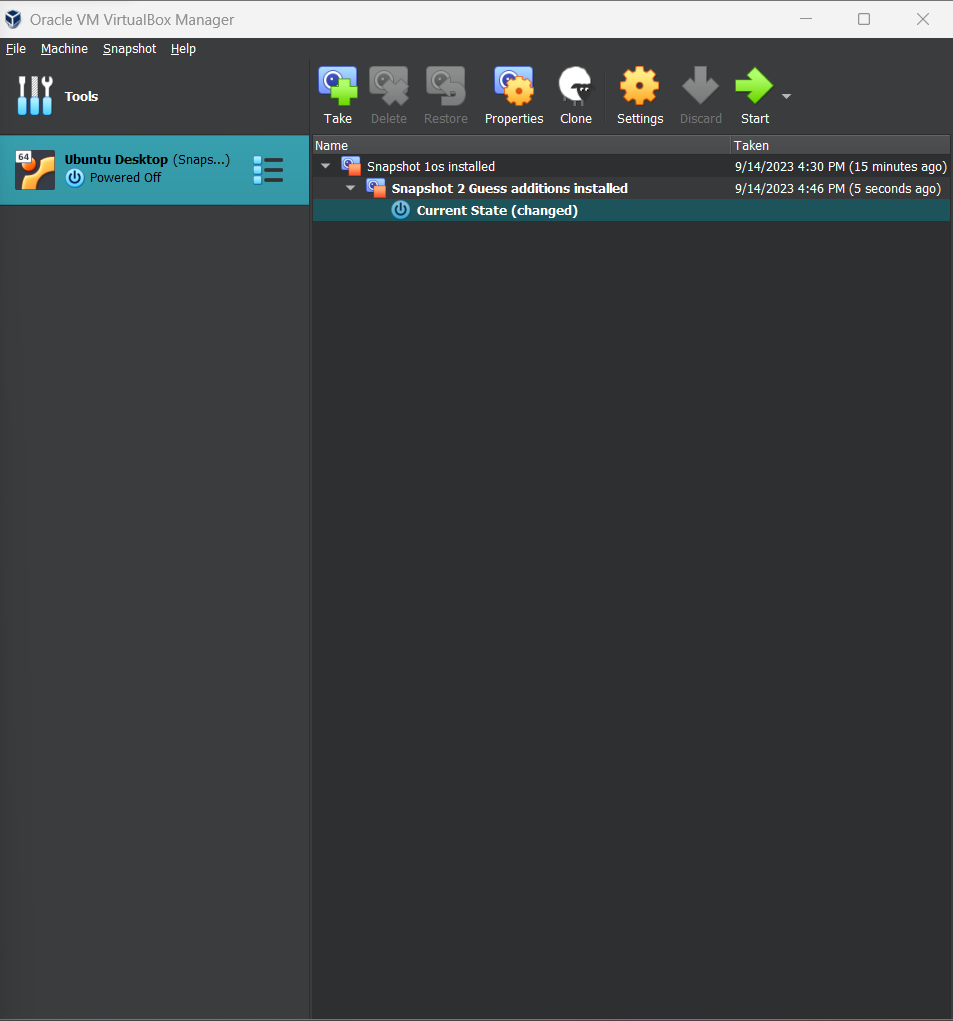 Oracle VM VirtualBox Manager
File Machine Snapshot Help
Tools
Take Delete Restore Properties Clone Settings Discard Start
64
Ubuntu Desktop (Snaps...)
Powered Off
Name Taken
Snapshot 1os installed 9/14/2023 4:30 PM (15 minutes ago)
Snapshot 2 Guess additions installed 9/14/2023 4:46 PM (5 seconds ago)
Current State (changed)